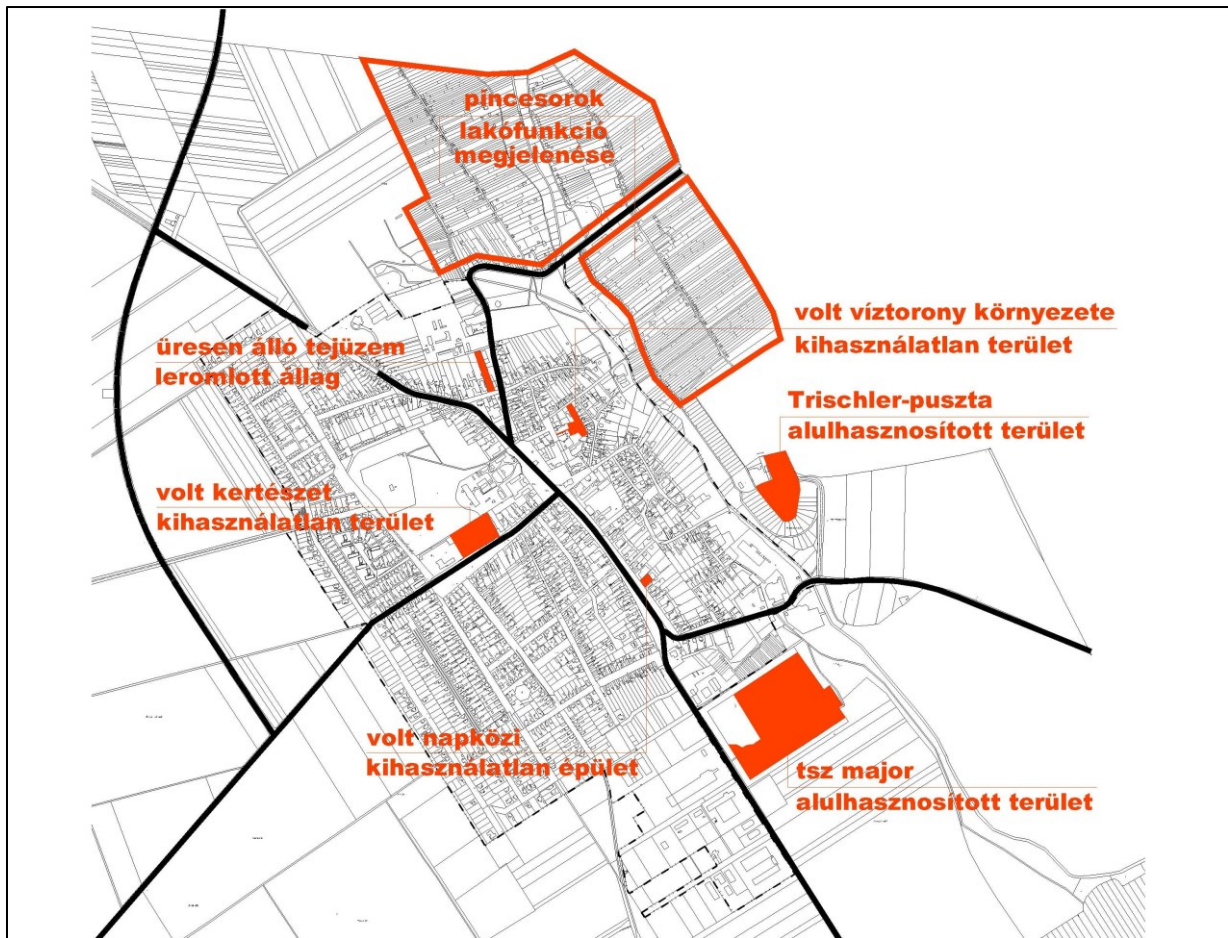 pincesorok
lakófunkció
megjelenése
volt víztorony környezete
kihasználatlan terület
üresen álló tejüzem
leromlott állag
Trischler-puszta
alulhasznosított terület
volt kertészet
kihasználatlan terület
volt napközi
kihasználatlan épület
tsz major
alulhasznosított terület